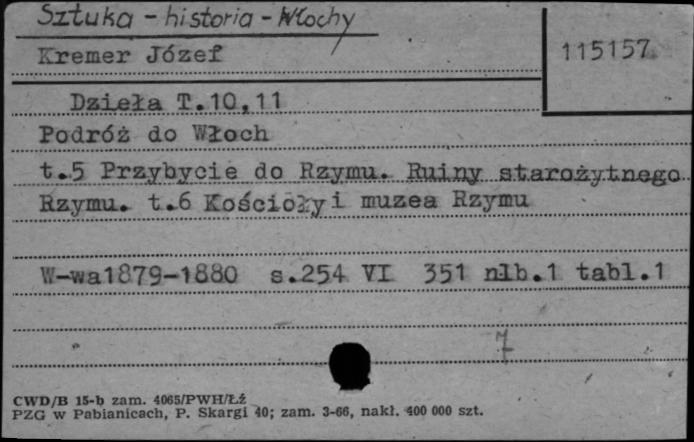 Sztuka - historia - Włochy
Kremer Józef
115157
Dzieła T.10,11
Podróż do Włoch
t.5 Przybycie do Rzymu. Ruiny starożytnego
Rzymu. t.6 Kościoły i muzea Rzymu
W-wa1879-1880 s.254 VI 351 nlb.1 tabl.1
7
CWD/B 15-b zam. 4065/PWH/Łź
PZG w Pabianicach, P. Skargi 40; zam. 3-66, nakł. 400 000 szt.